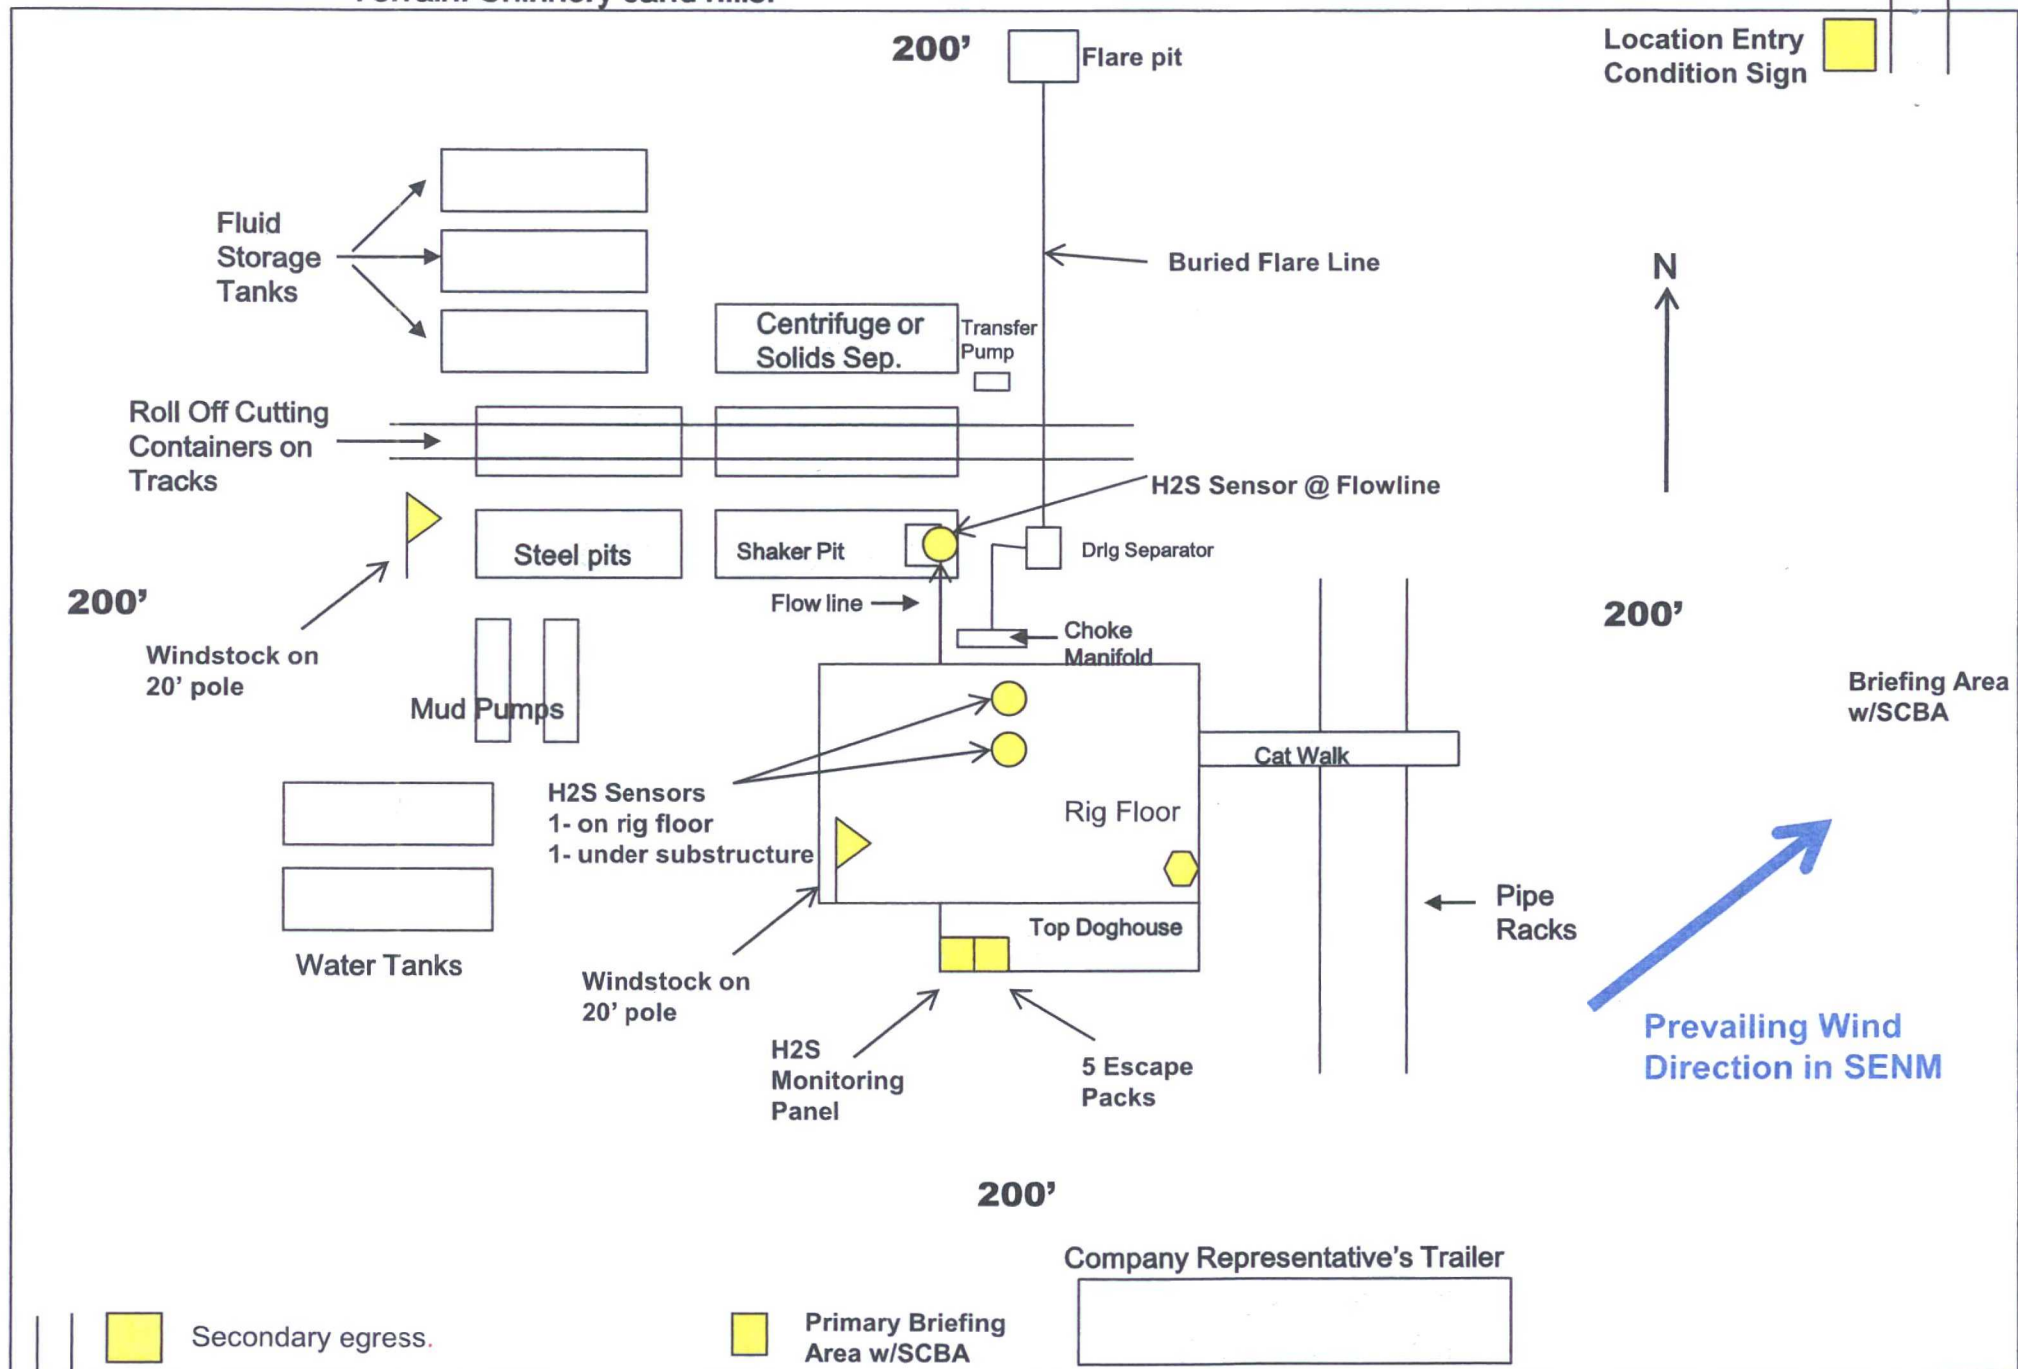 Terrain: Shinnery sand hills.
200’
Flare pit
Location Entry
Condition Sign
Fluid
Storage
Tanks
Buried Flare Line
N
Centrifuge or
Solids Sep.
Transfer
Pump
Roll Off Cutting
Containers on
Tracks
H2S Sensor @ Flowline
Steel pits
Shaker Pit
Drlg Separator
200’
Flow line
200’
Windstock on
20’ pole
Choke
Manifold
Briefing Area
w/SCBA
Mud Pumps
Cat Walk
H2S Sensors
1- on rig floor
1- under substructure
Rig Floor
Pipe
Racks
Top Doghouse
Water Tanks
Windstock on
20’ pole
Prevailing Wind
Direction in SENM
H2S
Monitoring
Panel
5 Escape
Packs
200’
Company Representative's Trailer
Secondary egress.
Primary Briefing
Area w/SCBA